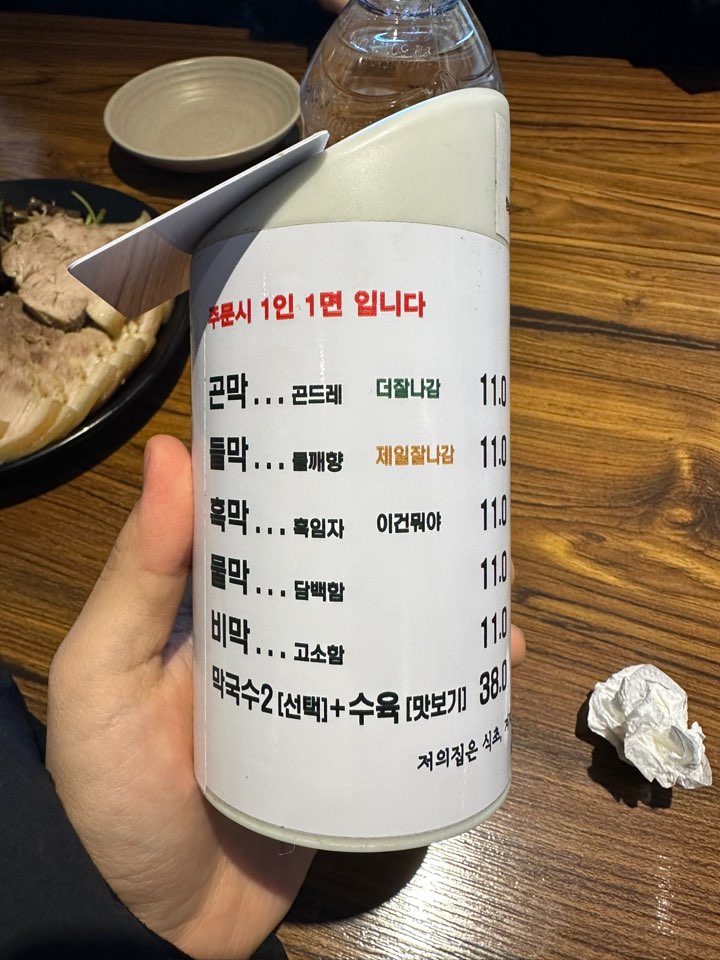 주문시 1인 1면 입니다
곤막 ... 곤드레 더잘나감 11.0
들막 ... 들깨향 제일잘나감 11.0
흑막 ... 흑임자 이건뭐야 11.0
물막 ... 담백함 11.0
비막 ... 고소함 11.0
막국수2 [선택]+수육 [맛보기] 38.0
저의집은 식초,